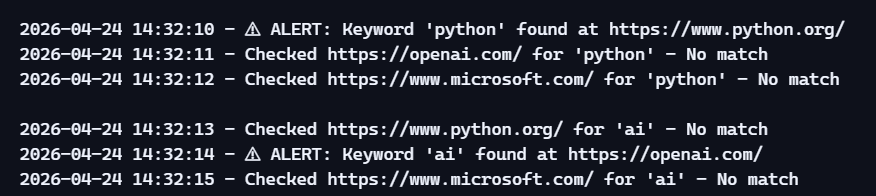 2026-04-24 14:32:10 - ⚠ ALERT: Keyword 'python' found at https://www.python.org/
2026-04-24 14:32:11 - Checked https://openai.com/ for 'python' - No match
2026-04-24 14:32:12 - Checked https://www.microsoft.com/ for 'python' - No match
2026-04-24 14:32:13 - Checked https://www.python.org/ for 'ai' - No match
2026-04-24 14:32:14 - ⚠ ALERT: Keyword 'ai' found at https://openai.com/
2026-04-24 14:32:15 - Checked https://www.microsoft.com/ for 'ai' - No match